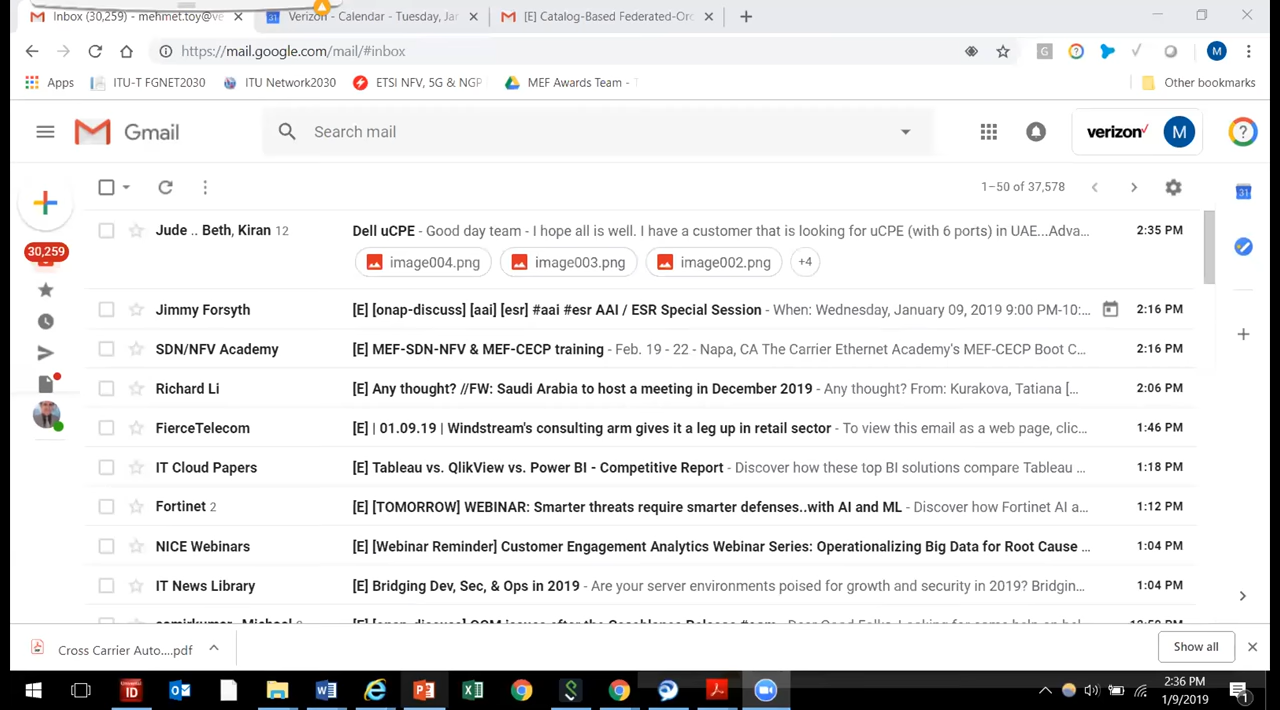 Inbox (30,259) - mehmet.toy@ve
Verizon - Calendar - Tuesday, Jar
[E] Catalog-Based Federated-Orc
https://mail.google.com/mail/#inbox
G
M
Apps
ITU-T FGNET2030
ITU Network2030
ETSI NFV, 5G & NGP
MEF Awards Team - T
Other bookmarks
Gmail
Search mail
verizon
M
?
1–50 of 37,578
31
30,259
Jude .. Beth, Kiran 12
Dell uCPE - Good day team - I hope all is well. I have a customer that is looking for uCPE (with 6 ports) in UAE...Adva…
2:35 PM
image004.png
image003.png
image002.png
+4
Jimmy Forsyth
[E] [onap-discuss] [aai] [esr] #aai #esr AAI / ESR Special Session - When: Wednesday, January 09, 2019 9:00 PM-10:…
2:16 PM
SDN/NFV Academy
[E] MEF-SDN-NFV & MEF-CECP training - Feb. 19 - 22 - Napa, CA The Carrier Ethernet Academy's MEF-CECP Boot C…
2:16 PM
Richard Li
[E] Any thought? //FW: Saudi Arabia to host a meeting in December 2019 - Any thought? From: Kurakova, Tatiana [...
2:06 PM
FierceTelecom
[E] | 01.09.19 | Windstream's consulting arm gives it a leg up in retail sector - To view this email as a web page, clic…
1:46 PM
IT Cloud Papers
[E] Tableau vs. QlikView vs. Power BI - Competitive Report - Discover how these top BI solutions compare Tableau …
1:18 PM
Fortinet 2
[E] [TOMORROW] WEBINAR: Smarter threats require smarter defenses..with AI and ML - Discover how Fortinet AI a…
1:12 PM
NICE Webinars
[E] [Webinar Reminder] Customer Engagement Analytics Webinar Series: Operationalizing Big Data for Root Cause …
1:04 PM
IT News Library
[E] Bridging Dev, Sec, & Ops in 2019 - Are your server environments poised for growth and security in 2019? Bridgin…
1:04 PM
[E] [onap-discuss] OOM issues after the Casablanca Release
Cross Carrier Auto....pdf
Show all
2:36 PM
1/9/2019
1